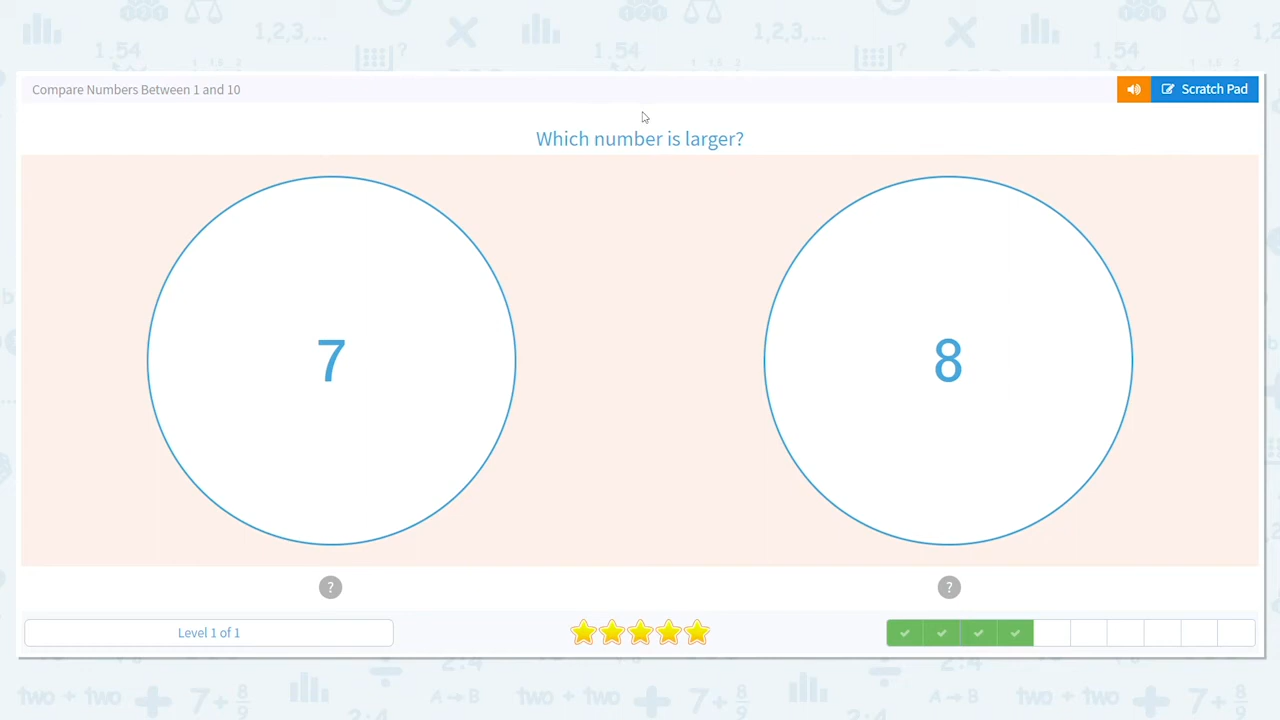 Compare Numbers Between 1 and 10
Scratch Pad
Which number is larger?
7
8
? ?
Level 1 of 1